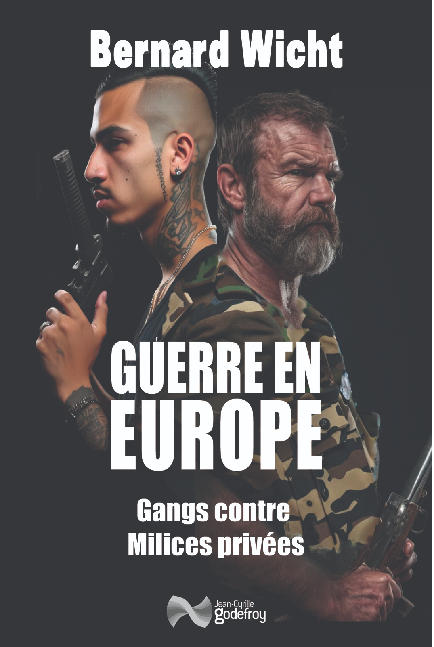 Bernard Wicht
GUERRE EN
EUROPE
Gangs contre
Milices privées
Jean-Cyrille
godefroy